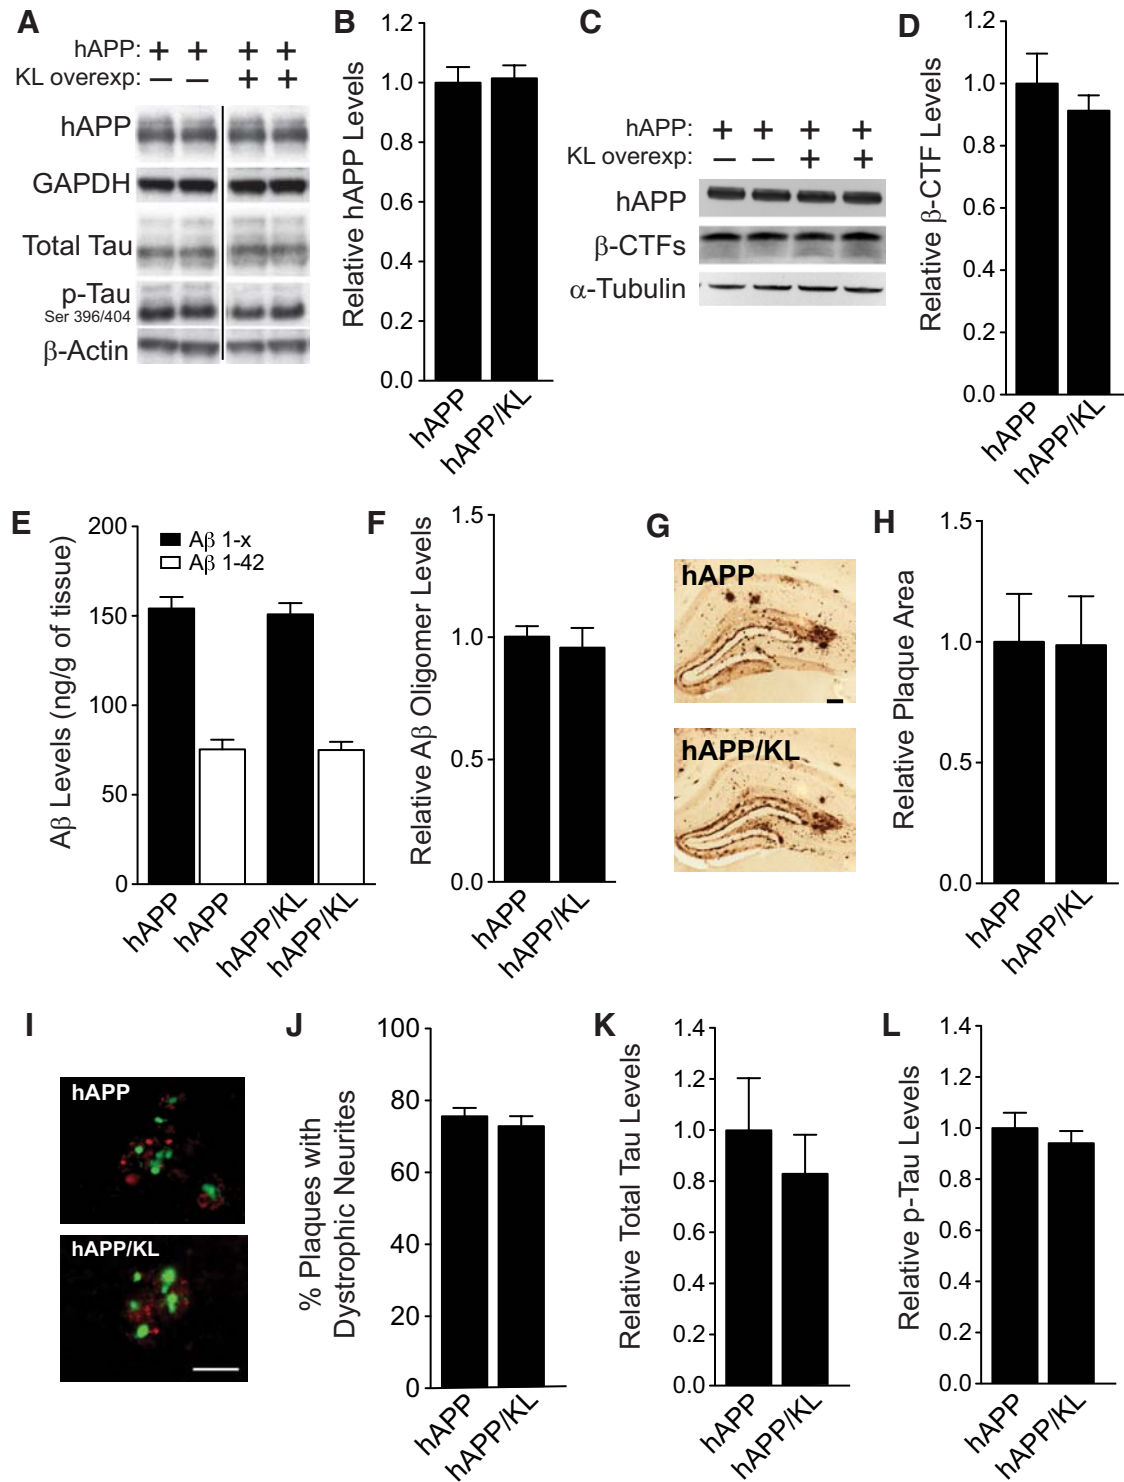 A
hAPP: + + + +
KL overexp: — — + +
hAPP
GAPDH
Total Tau
p-Tau
Ser 396/404
β-Actin
B
Relative hAPP Levels
1.2
1.0
0.8
0.6
0.4
0.2
0.0
hAPP
hAPP/KL
C
hAPP: + + + +
KL overexp: — — + +
hAPP
β-CTFs
α-Tubulin
D
Relative β-CTF Levels
1.2
1.0
0.8
0.6
0.4
0.2
0.0
hAPP
hAPP/KL
E
Aβ Levels (ng/g of tissue)
200
150
100
50
0
Aβ 1-x
Aβ 1-42
hAPP
hAPP
hAPP/KL
hAPP/KL
F
Relative Aβ Oligomer Levels
1.5
1.0
0.5
0.0
hAPP
hAPP/KL
G
hAPP
hAPP/KL
H
Relative Plaque Area
1.5
1.0
0.5
0.0
hAPP
hAPP/KL
I
hAPP
hAPP/KL
J
% Plaques with
Dystrophic Neurites
100
80
60
40
20
0
hAPP
hAPP/KL
K
Relative Total Tau Levels
1.4
1.2
1.0
0.8
0.6
0.4
0.2
0.0
hAPP
hAPP/KL
L
Relative p-Tau Levels
1.4
1.2
1.0
0.8
0.6
0.4
0.2
0.0
hAPP
hAPP/KL